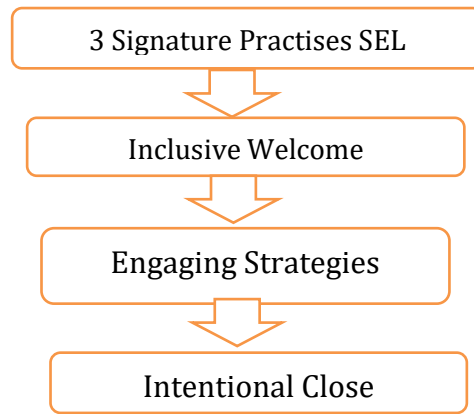 3 Signature Practises SEL
Inclusive Welcome
Engaging Strategies
Intentional Close